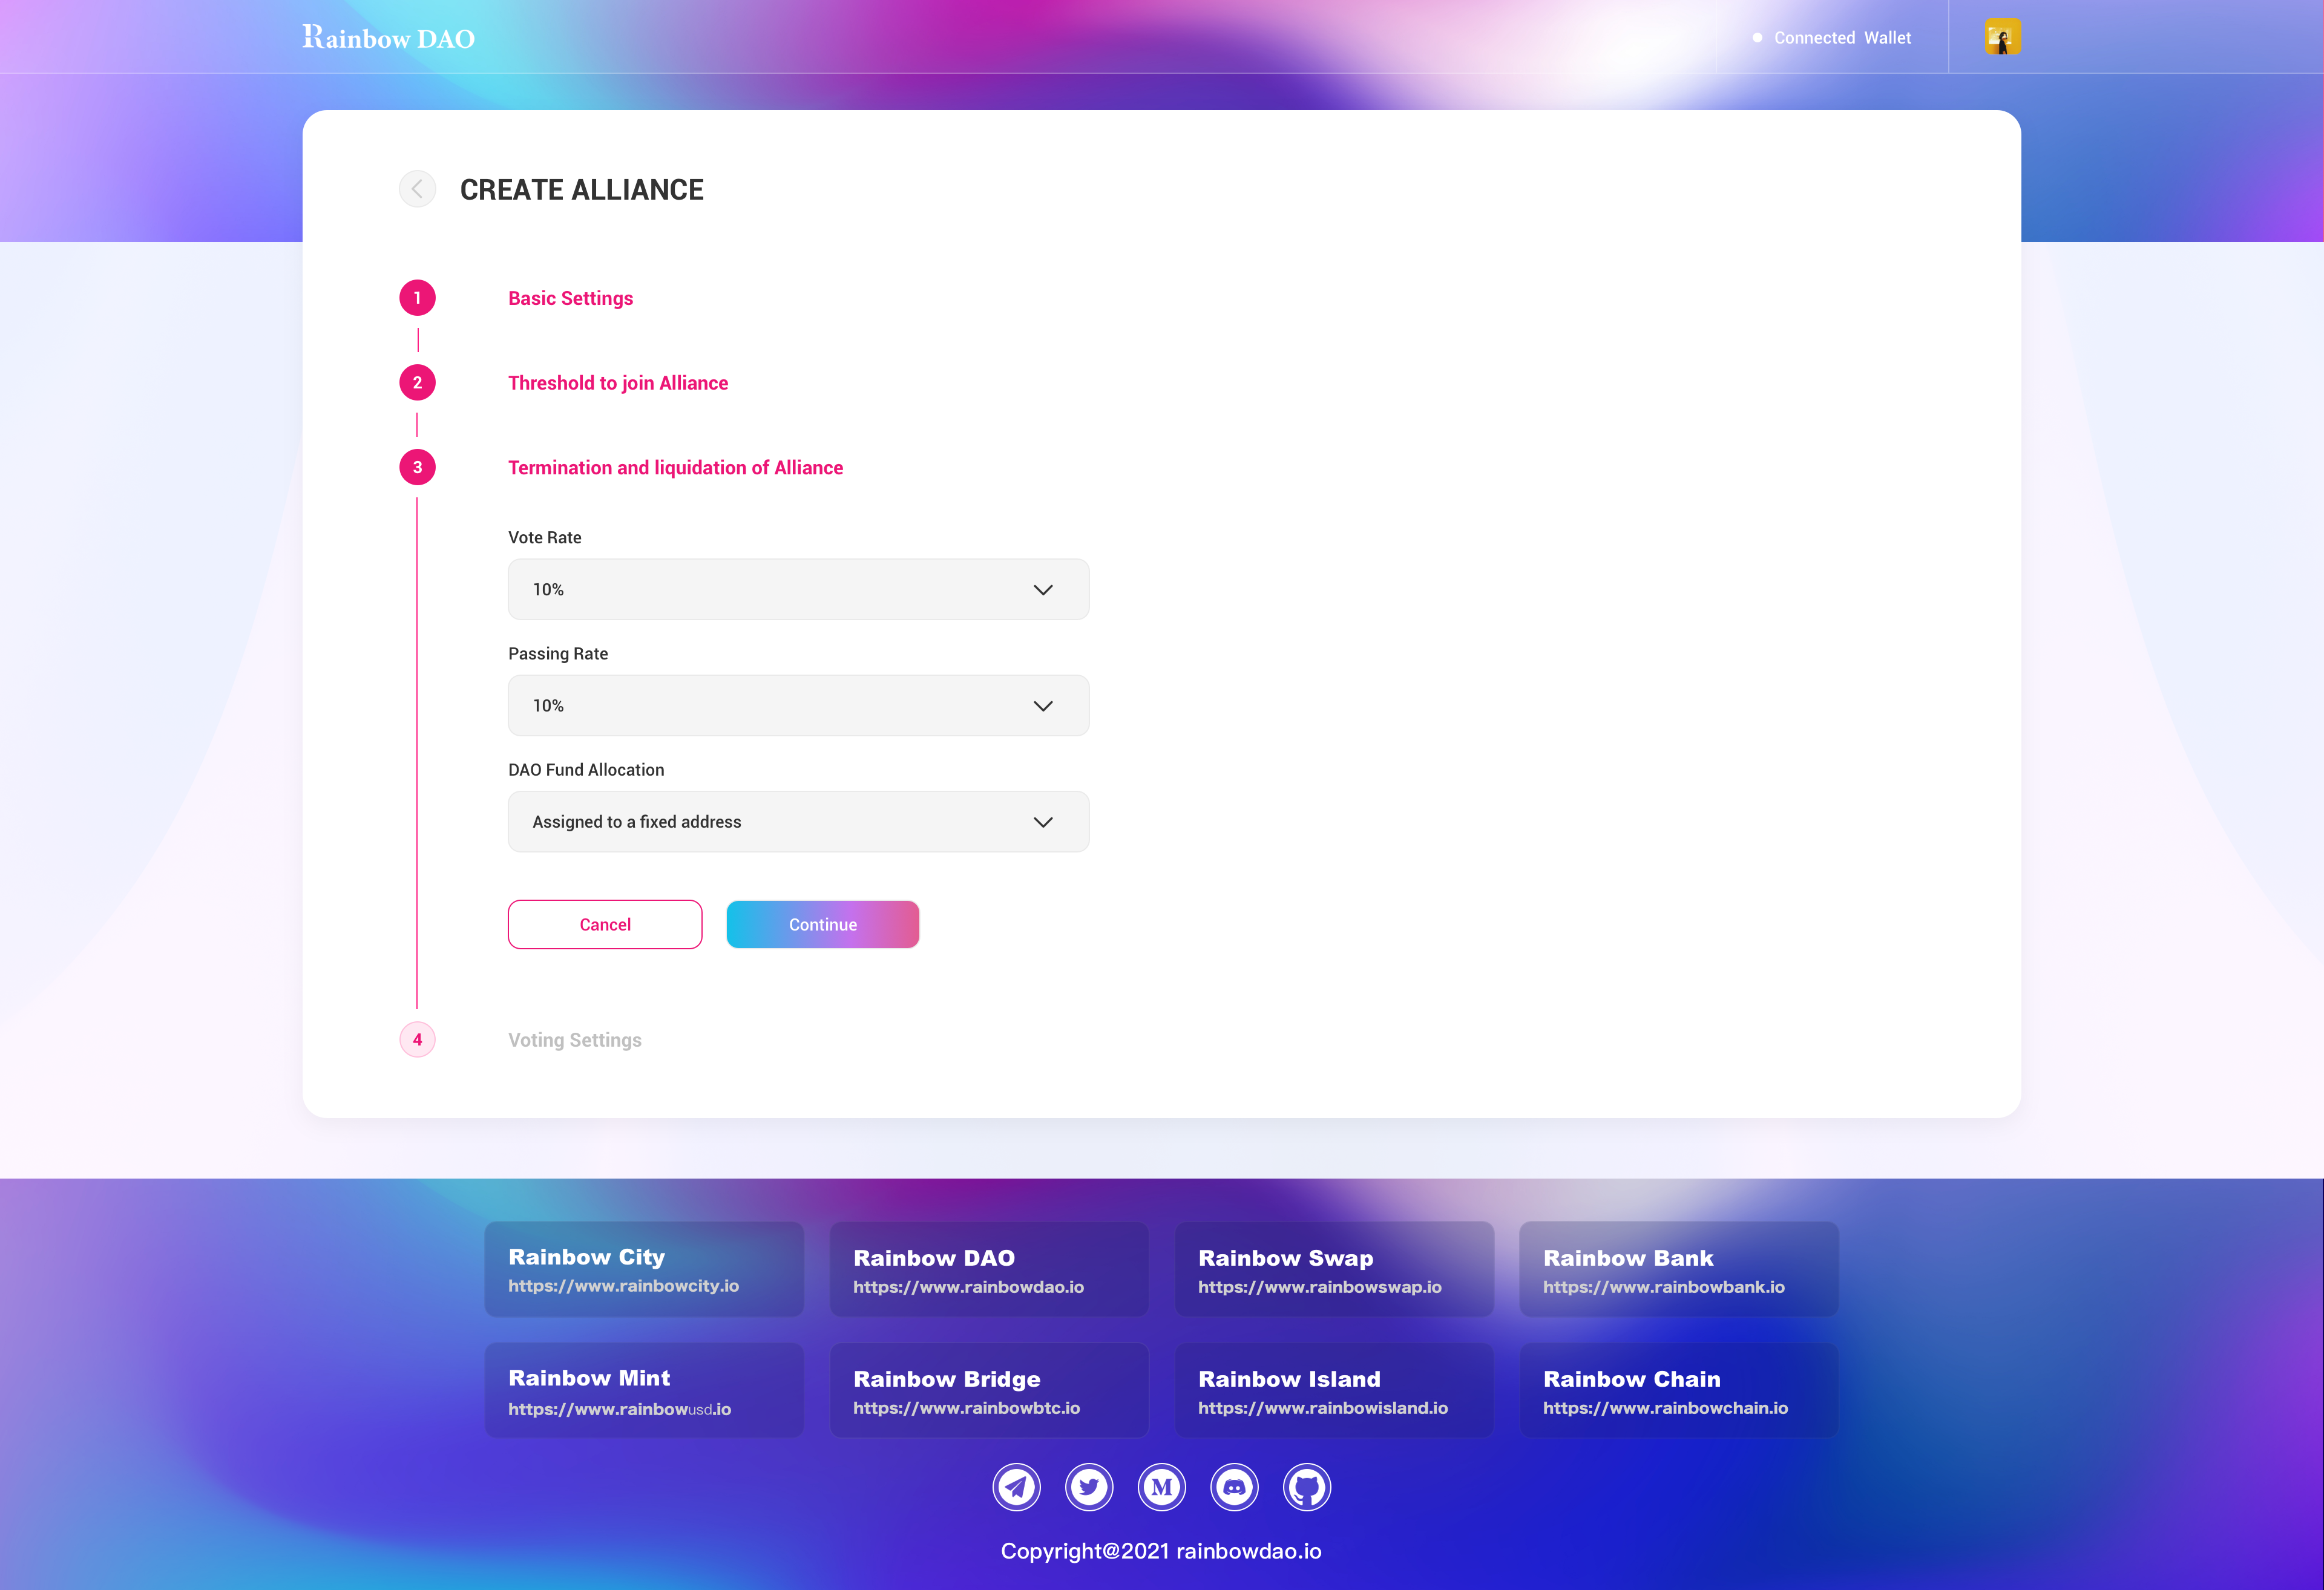 Rainbow DAO
Connected Wallet
CREATE ALLIANCE
1
Basic Settings
2
Threshold to join Alliance
3
Termination and liquidation of Alliance
Vote Rate
10%
Passing Rate
10%
DAO Fund Allocation
Assigned to a fixed address
Cancel
Continue
4
Voting Settings
Rainbow City
https://www.rainbowcity.io
Rainbow DAO
https://www.rainbowdao.io
Rainbow Swap
https://www.rainbowswap.io
Rainbow Bank
https://www.rainbowbank.io
Rainbow Mint
https://www.rainbowusd.io
Rainbow Bridge
https://www.rainbowbtc.io
Rainbow Island
https://www.rainbowisland.io
Rainbow Chain
https://www.rainbowchain.io
M
Copyright@2021 rainbowdao.io